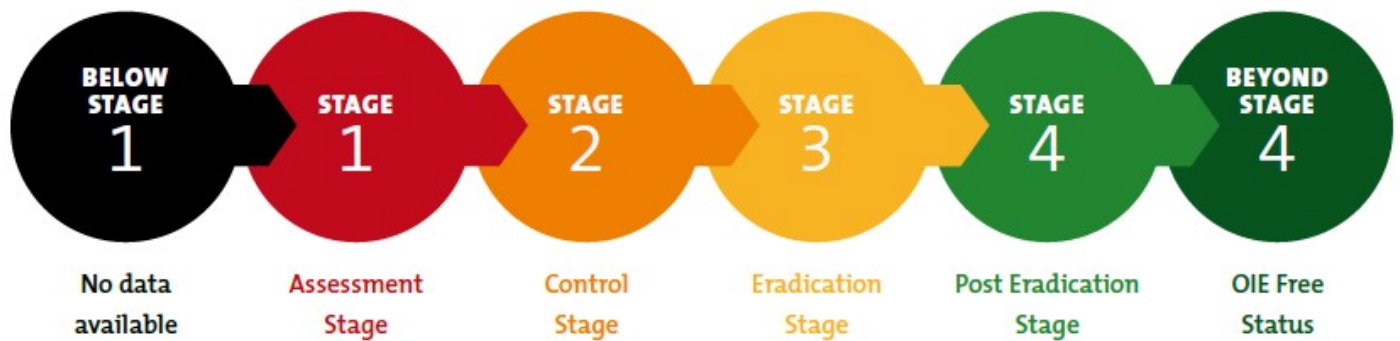 BELOW
STAGE
1
STAGE
1
STAGE
2
STAGE
3
STAGE
4
BEYOND
STAGE
4
No data
available
Assessment
Stage
Control
Stage
Eradication
Stage
Post Eradication
Stage
OIE Free
Status